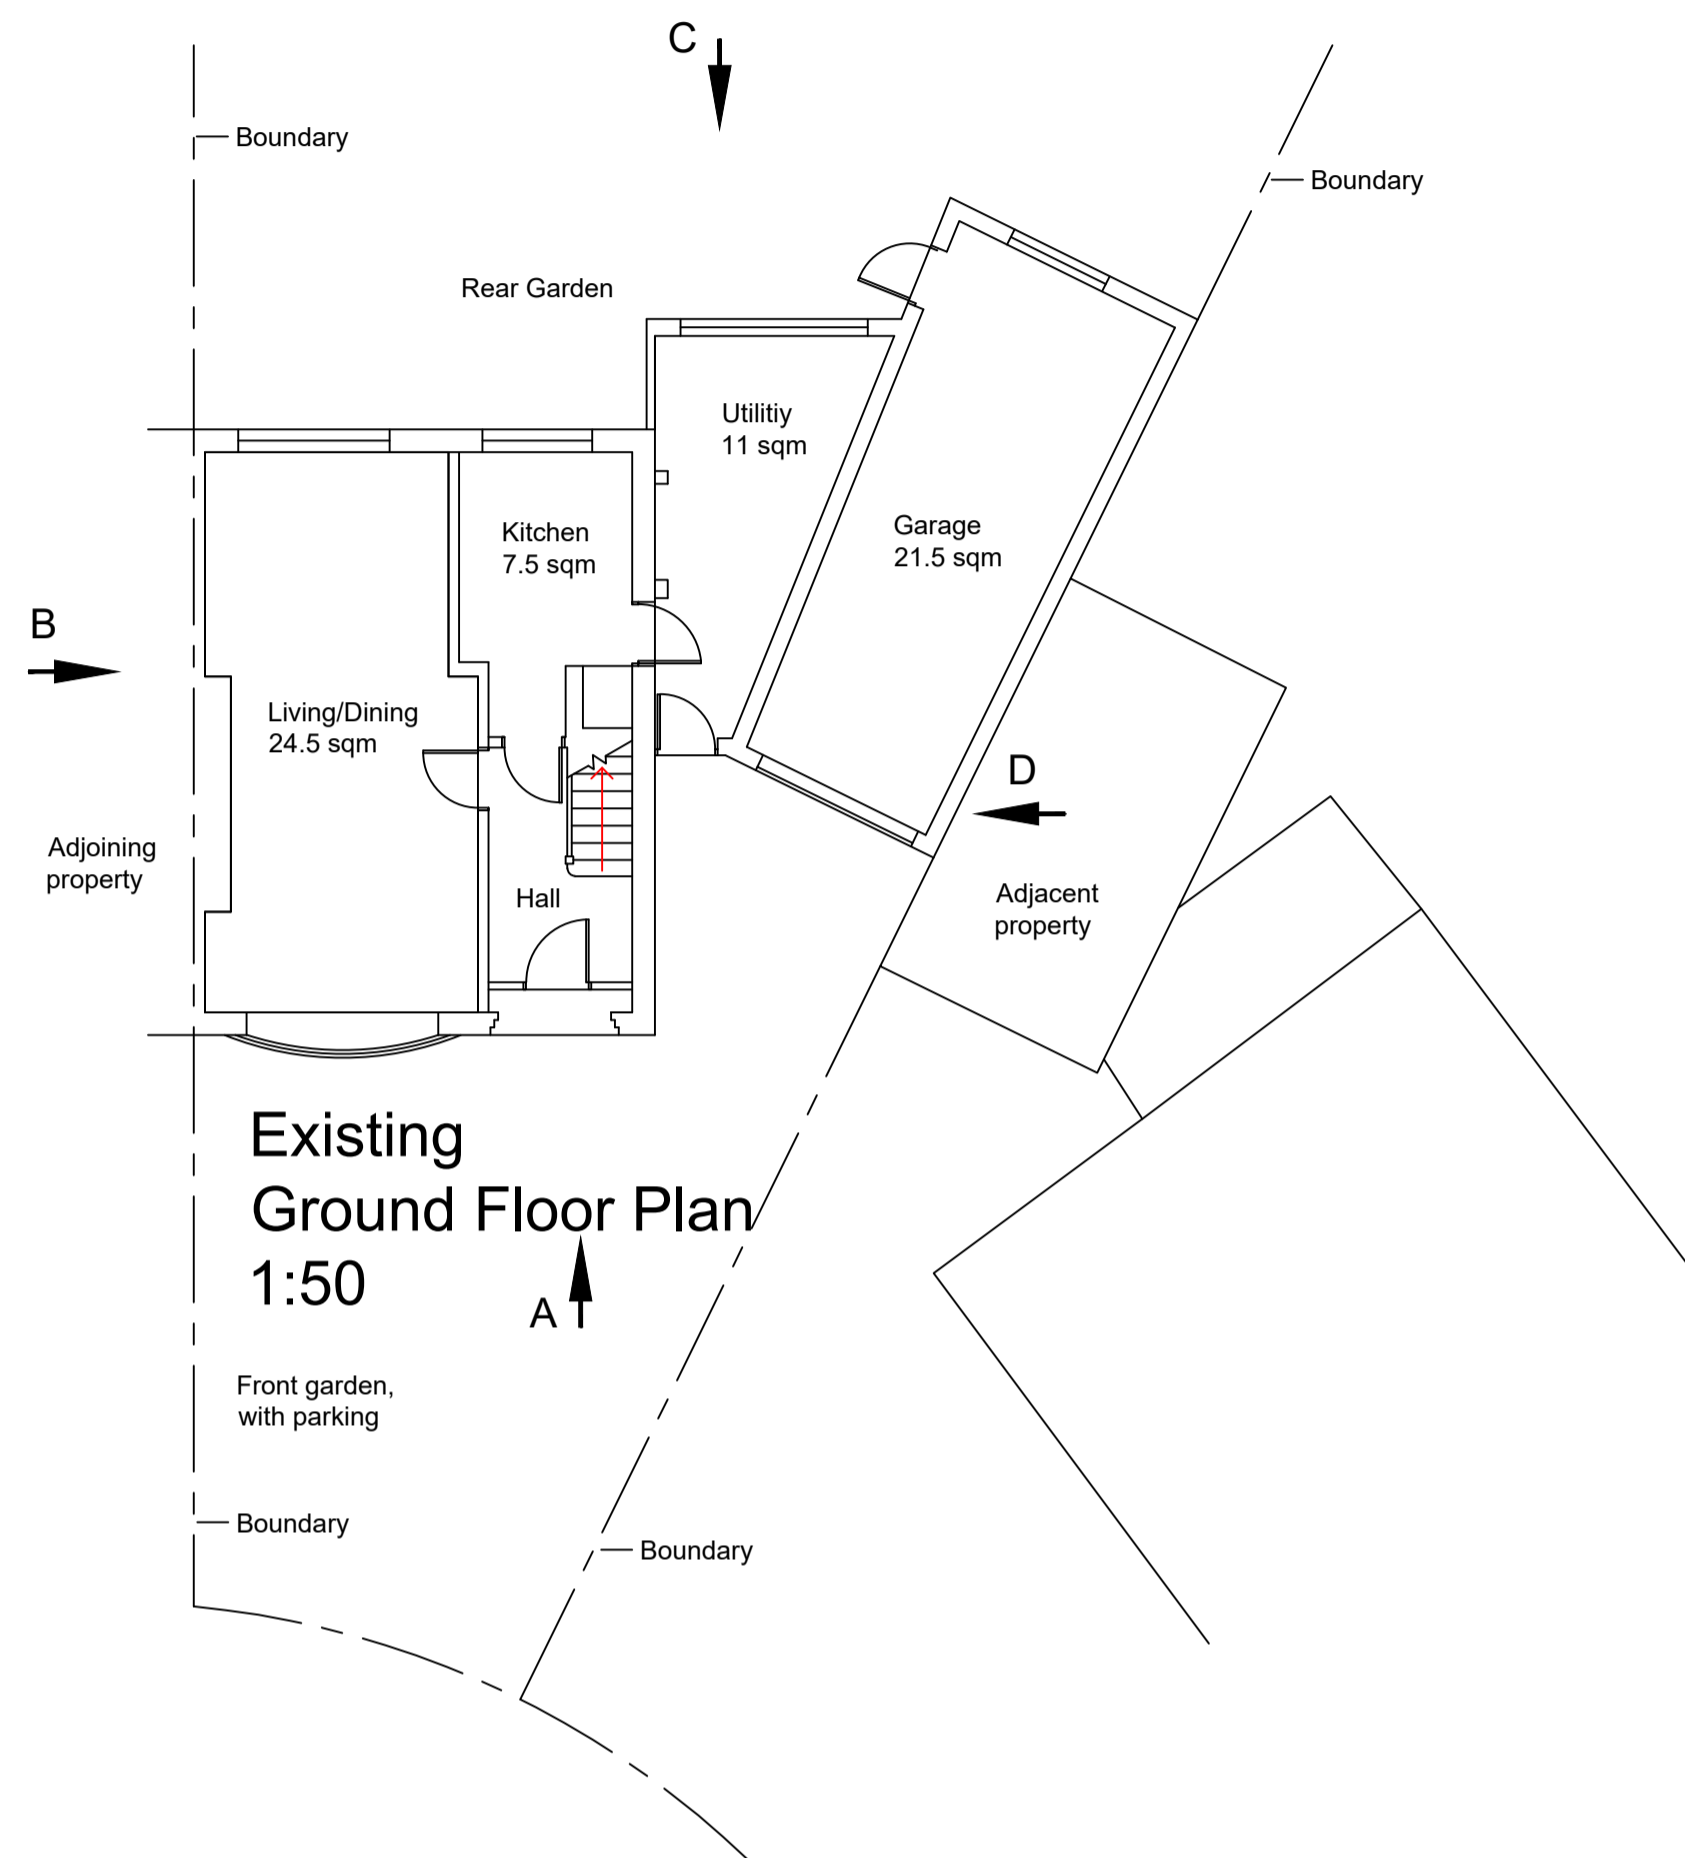 C
Boundary
Boundary
Rear Garden
Utilitiy
11 sqm
Kitchen
7.5 sqm
Garage
21.5 sqm
B
Living/Dining
24.5 sqm
D
Adjoining
property
Hall
Adjacent
property
Existing
Ground Floor Plan
1:50
A
Front garden,
with parking
Boundary
Boundary